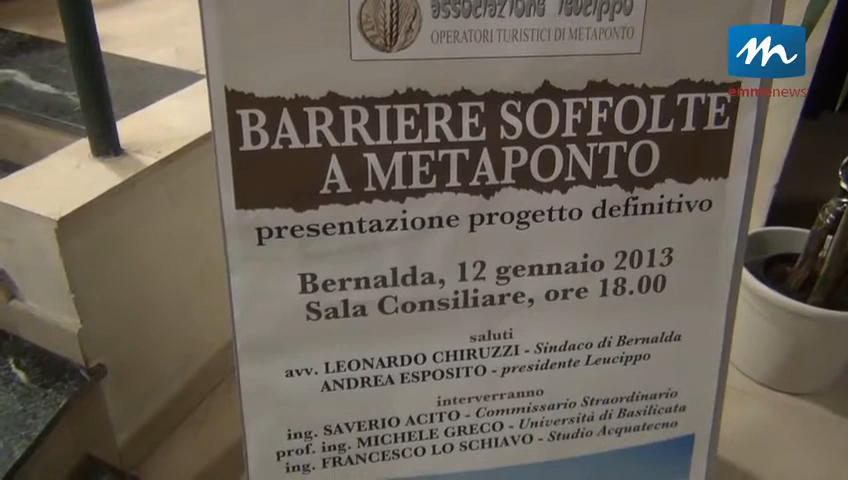 associazione leucippo
OPERATORI TURISTICI DI METAPONTO
m
emmenews
BARRIERE SOFFOLTE
A METAPONTO
presentazione progetto definitivo
Bernalda, 12 gennaio 2013
Sala Consiliare, ore 18.00
saluti
avv. LEONARDO CHIRUZZI - Sindaco di Bernalda
ANDREA ESPOSITO - presidente Leucippo
interverranno
ing. SAVERIO ACITO - Commissario Straordinario
prof. ing. MICHELE GRECO - Università di Basilicata
ing. FRANCESCO LO SCHIAVO - Studio Acquatecno